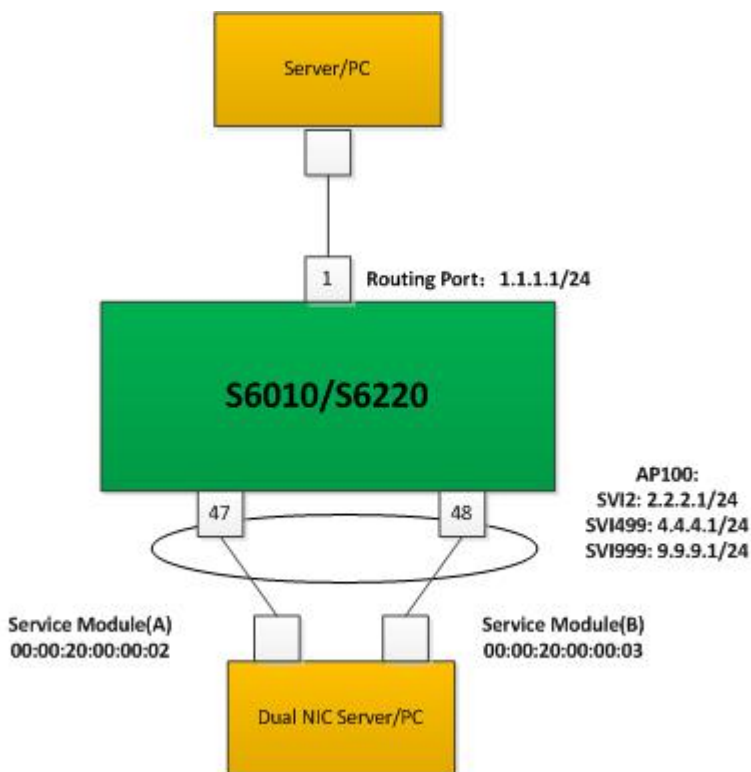 Server/PC
1
Routing Port： 1.1.1.1/24
S6010/S6220
47
48
AP100:
SVI2: 2.2.2.1/24
SVI499: 4.4.4.1/24
SVI999: 9.9.9.1/24
Service Module(A)
00:00:20:00:00:02
Service Module(B)
00:00:20:00:00:03
Dual NIC Server/PC